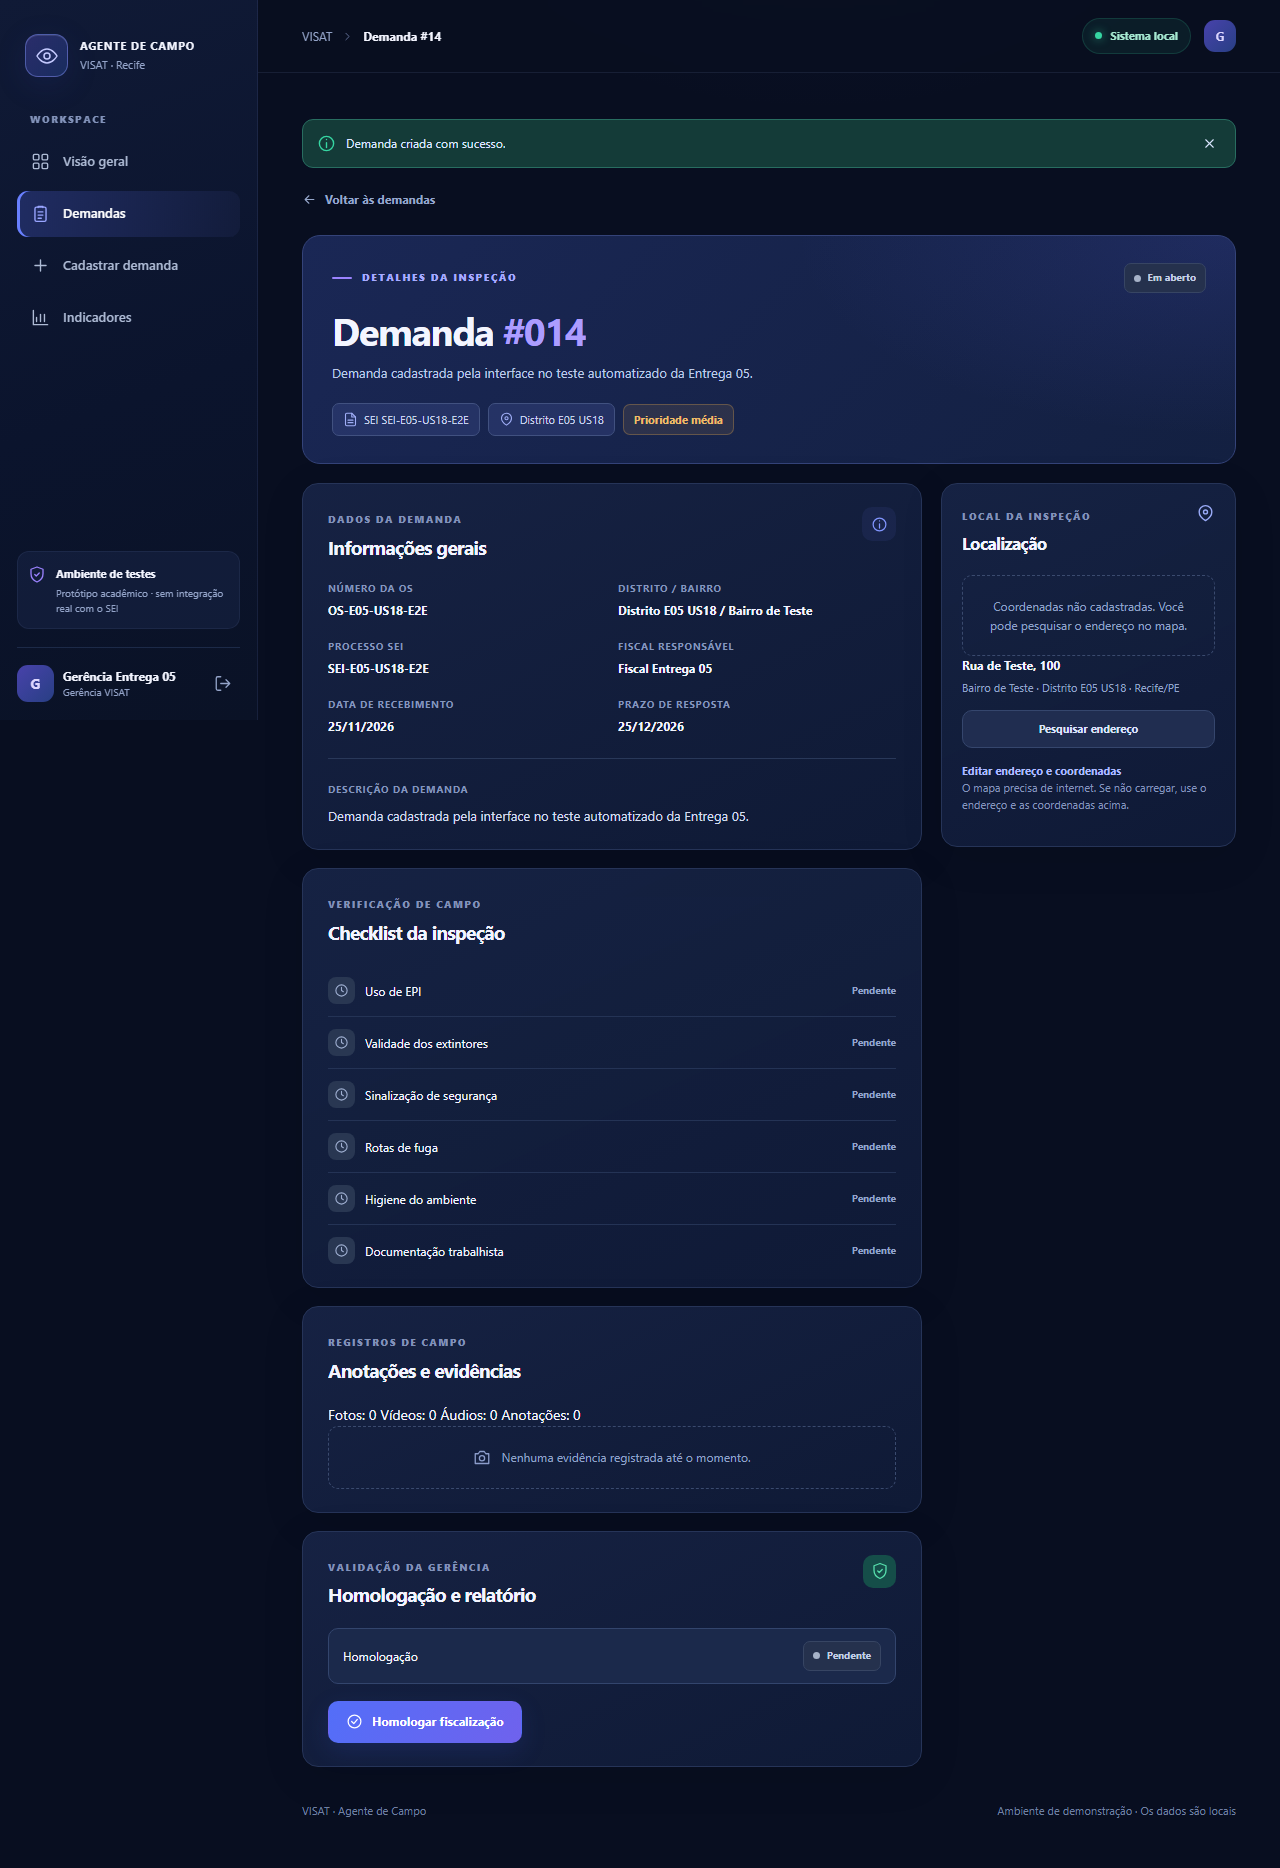 AGENTE DE CAMPO
VISAT · Recife
WORKSPACE
Visão geral
Demandas
Cadastrar demanda
Indicadores
Ambiente de testes
Protótipo acadêmico · sem integração
real com o SEI
G
Gerência Entrega 05
Gerência VISAT
VISAT
Demanda #14
Sistema local
G
Demanda criada com sucesso.
Voltar às demandas
DETALHES DA INSPEÇÃO
Em aberto
Demanda #014
Demanda cadastrada pela interface no teste automatizado da Entrega 05.
SEI SEI-E05-US18-E2E
Distrito E05 US18
Prioridade média
DADOS DA DEMANDA
Informações gerais
NÚMERO DA OS
OS-E05-US18-E2E
DISTRITO / BAIRRO
Distrito E05 US18 / Bairro de Teste
PROCESSO SEI
SEI-E05-US18-E2E
FISCAL RESPONSÁVEL
Fiscal Entrega 05
DATA DE RECEBIMENTO
25/11/2026
PRAZO DE RESPOSTA
25/12/2026
DESCRIÇÃO DA DEMANDA
Demanda cadastrada pela interface no teste automatizado da Entrega 05.
LOCAL DA INSPEÇÃO
Localização
Coordenadas não cadastradas. Você
pode pesquisar o endereço no mapa.
Rua de Teste, 100
Bairro de Teste · Distrito E05 US18 · Recife/PE
Pesquisar endereço
Editar endereço e coordenadas
O mapa precisa de internet. Se não carregar, use o
endereço e as coordenadas acima.
VERIFICAÇÃO DE CAMPO
Checklist da inspeção
Uso de EPI
Pendente
Validade dos extintores
Pendente
Sinalização de segurança
Pendente
Rotas de fuga
Pendente
Higiene do ambiente
Pendente
Documentação trabalhista
Pendente
REGISTROS DE CAMPO
Anotações e evidências
Fotos: 0 Vídeos: 0 Áudios: 0 Anotações: 0
Nenhuma evidência registrada até o momento.
VALIDAÇÃO DA GERÊNCIA
Homologação e relatório
Homologação
Pendente
Homologar fiscalização
VISAT · Agente de Campo
Ambiente de demonstração · Os dados são locais